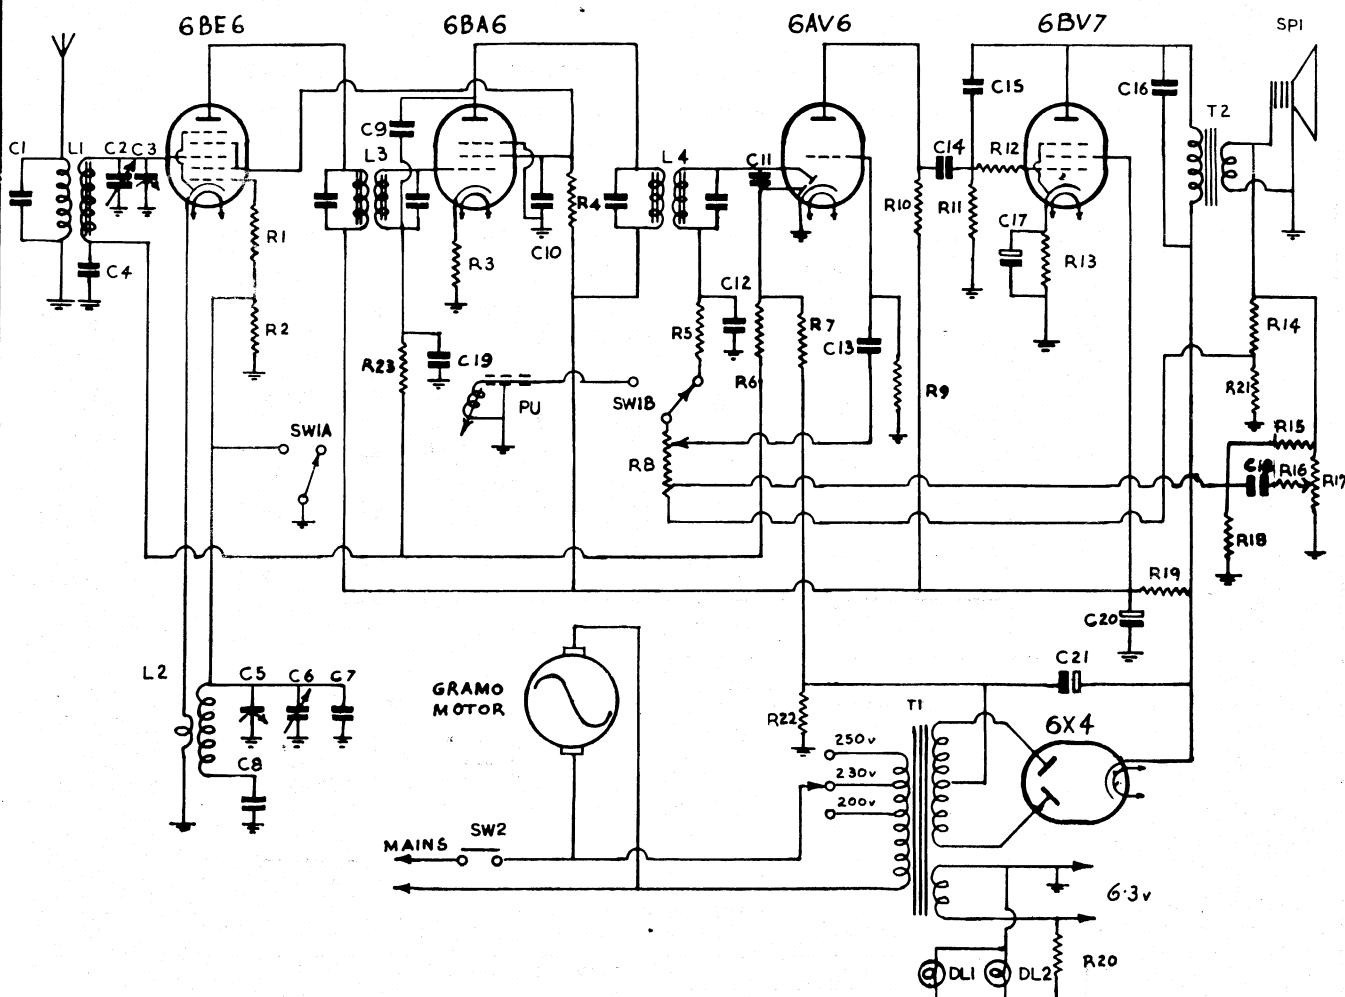 6BE6 6BA6 6AV6 6BV7 SP1
C15 C16 T2
C9
C1 L1 C2 C3 L3 L4 C11 C14 R12
R1 C4 R3 C10 R4 R10 R11 C17 R13
R2 C12 R5 R7 C13 R14
R23 C19 R6 R9 R21
PU SW1B
SW1A R8 R15
R16 R17
R18
R19
C20
L2 C5 C6 C7 C21
GRAMO
MOTOR
R22 T1 6X4
250v
C8 230v
200v
MAINS SW2
6·3v
DL1 DL2 R20